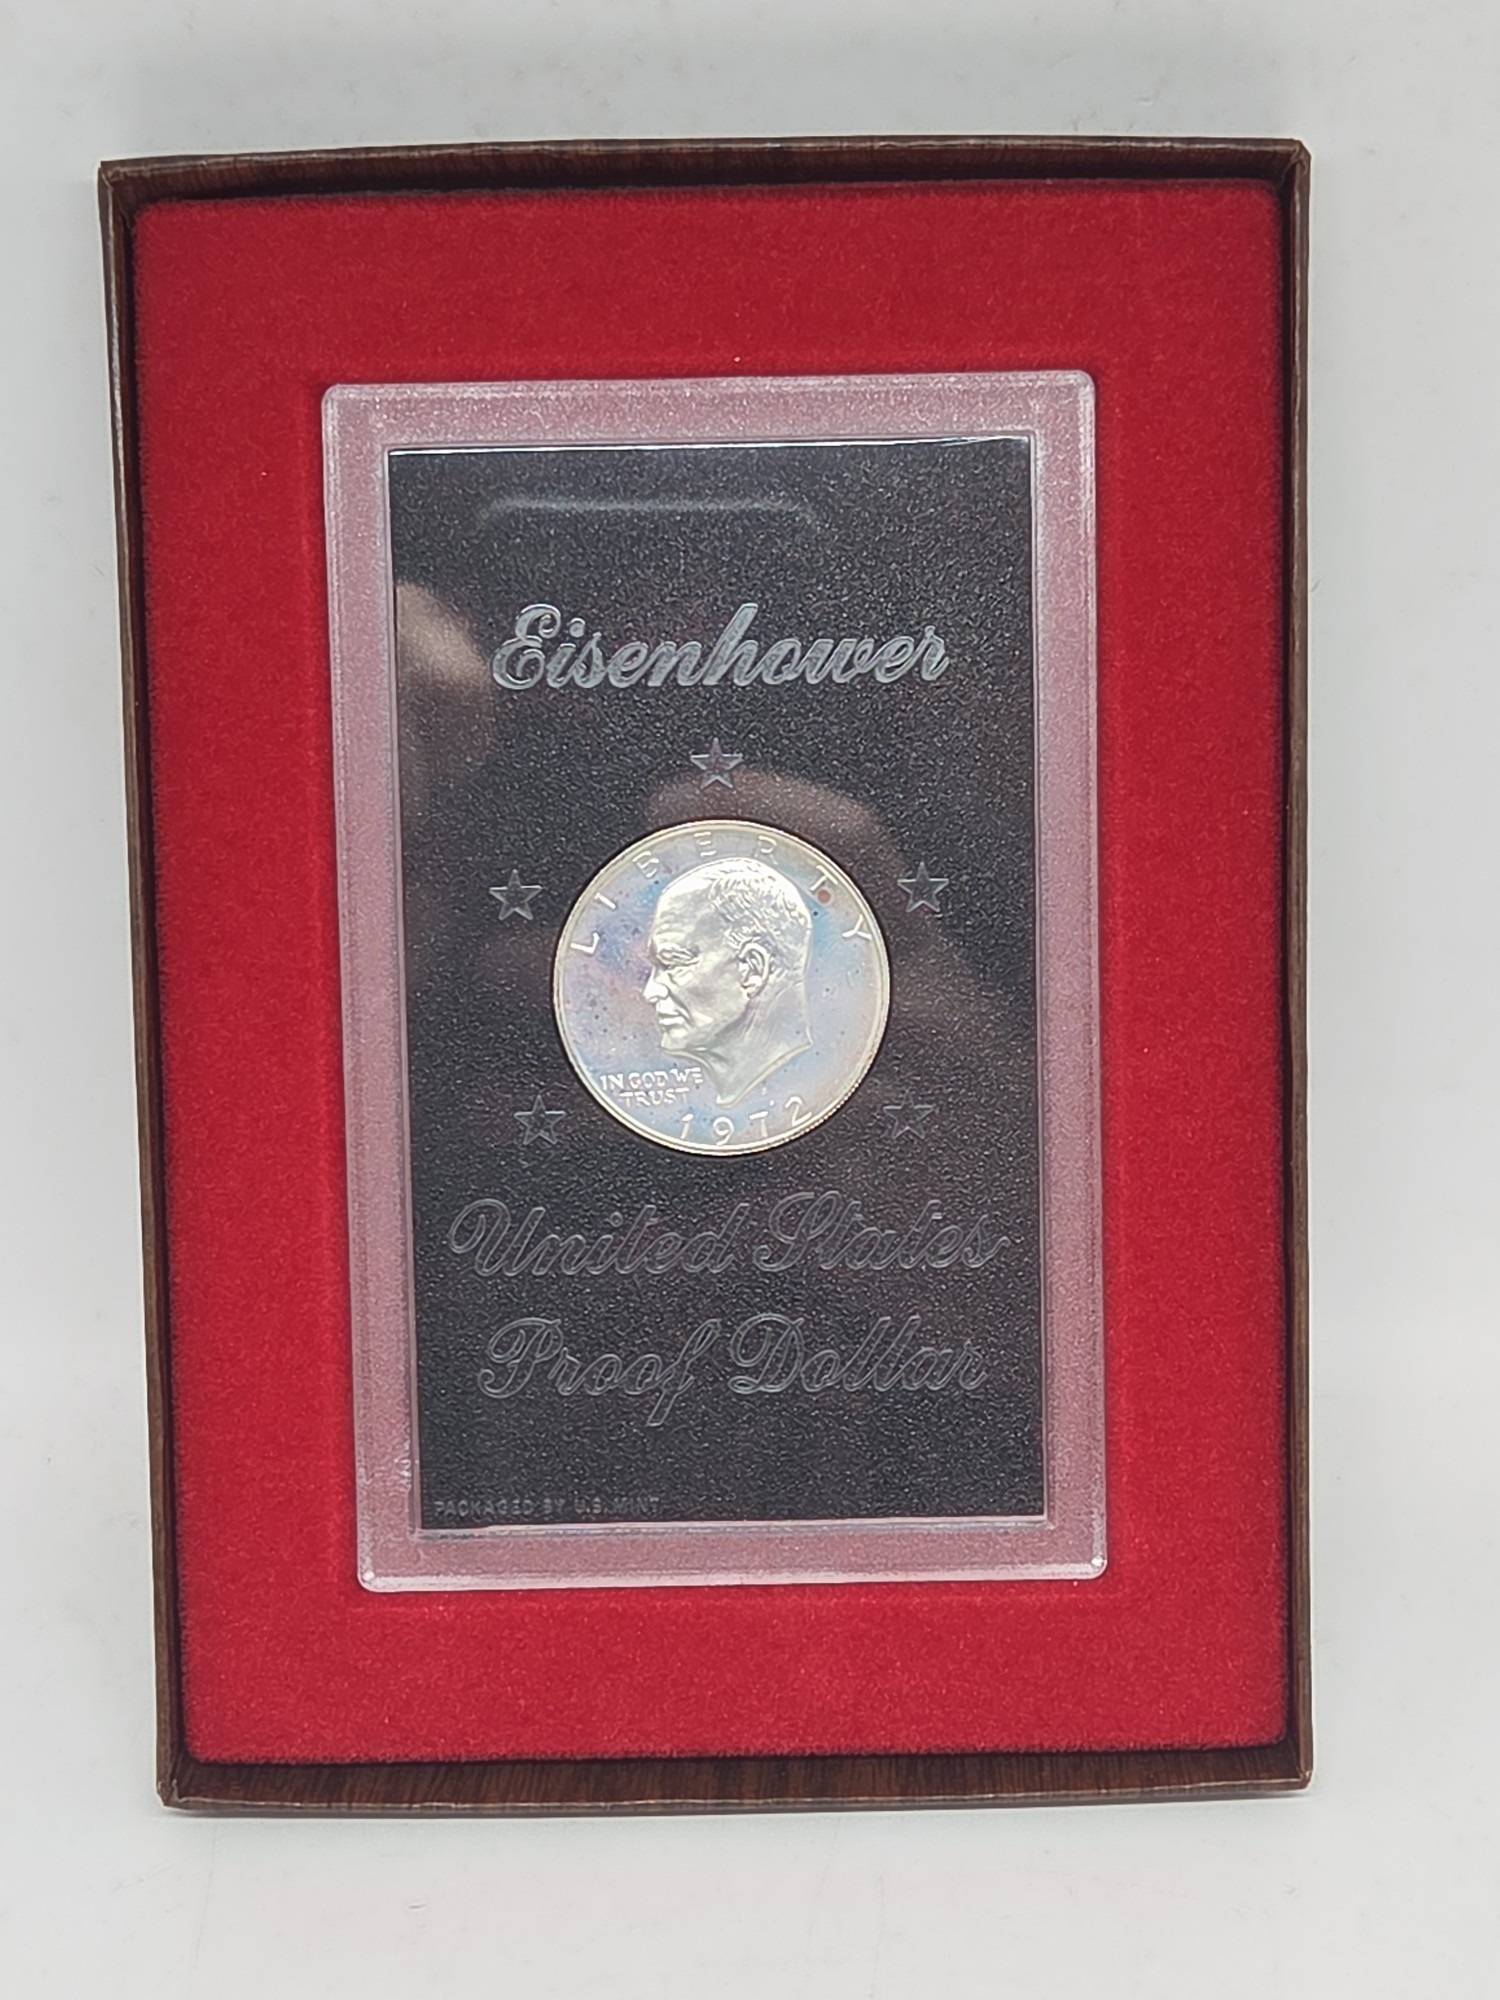 Eisenhower
LIBERTY
IN GOD WE
TRUST
1972
United States
Proof Dollar
PACKAGED BY U.S. MINT